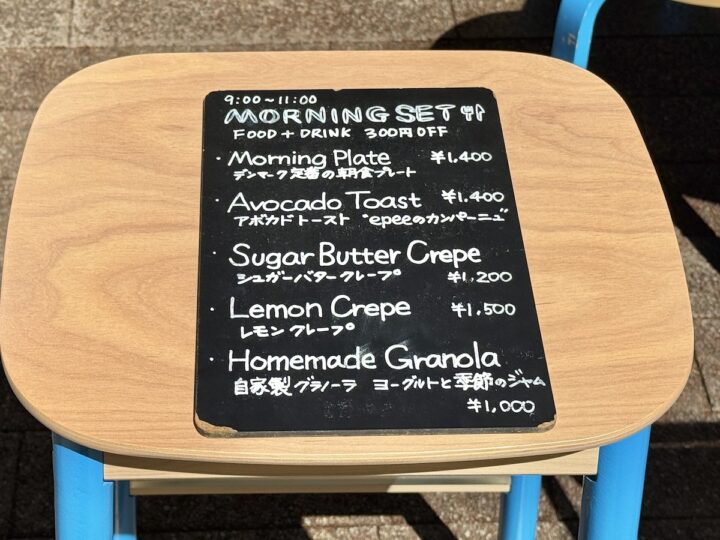 9:00~11:00
MORNING SET
FOOD + DRINK 300円OFF
・Morning Plate ¥1,400
デンマーク定番の朝食プレート
・Avocado Toast ¥1,400
アボカドトースト "epeeのカンパーニュ"
・Sugar Butter Crepe
シュガーバタークレープ ¥1,200
・Lemon Crepe ¥1,500
レモンクレープ
・Homemade Granola
自家製グラノーラ ヨーグルトと季節のジャム
¥1,000